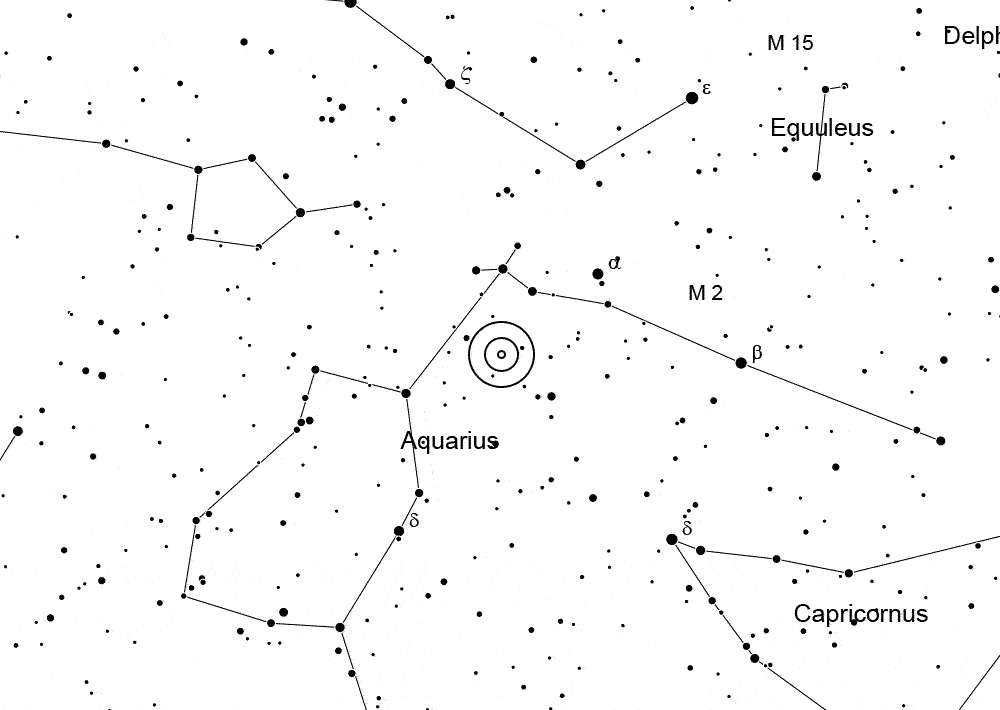 M 15
Delph
ζ
ε
Equuleus
α
M 2
β
Aquarius
δ
δ
Capricornus